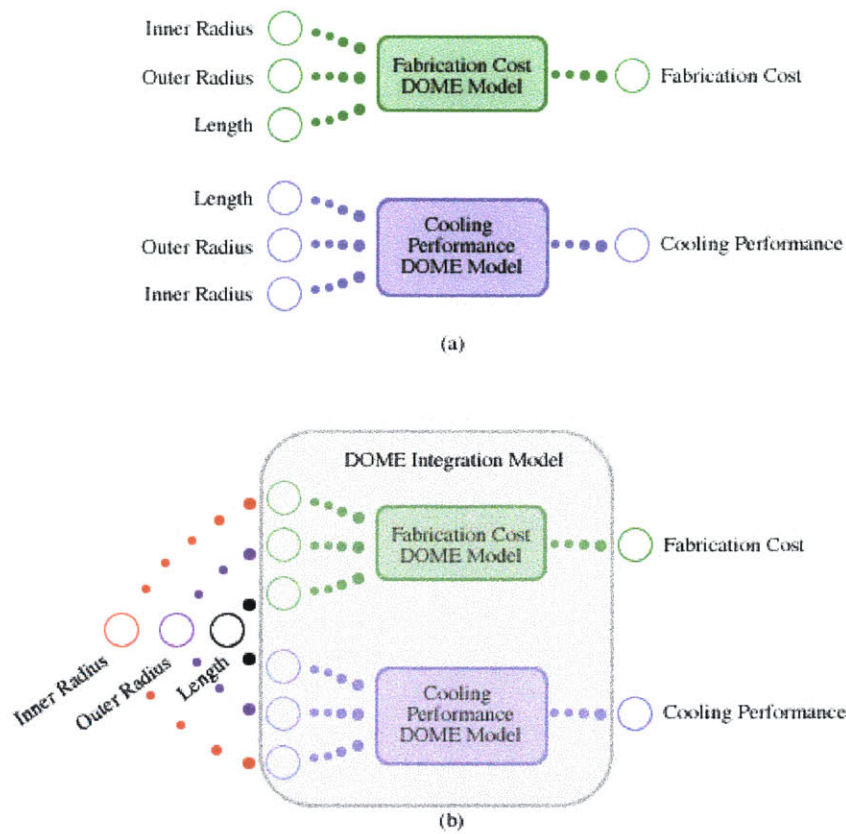 Inner Radius
Outer Radius
Length
Fabrication Cost
DOME Model
Fabrication Cost
Length
Outer Radius
Inner Radius
Cooling
Performance
DOME Model
Cooling Performance
(a)
DOME Integration Model
Fabrication Cost
DOME Model
Fabrication Cost
Inner Radius
Outer Radius
Length
Cooling
Performance
DOME Model
Cooling Performance
(b)